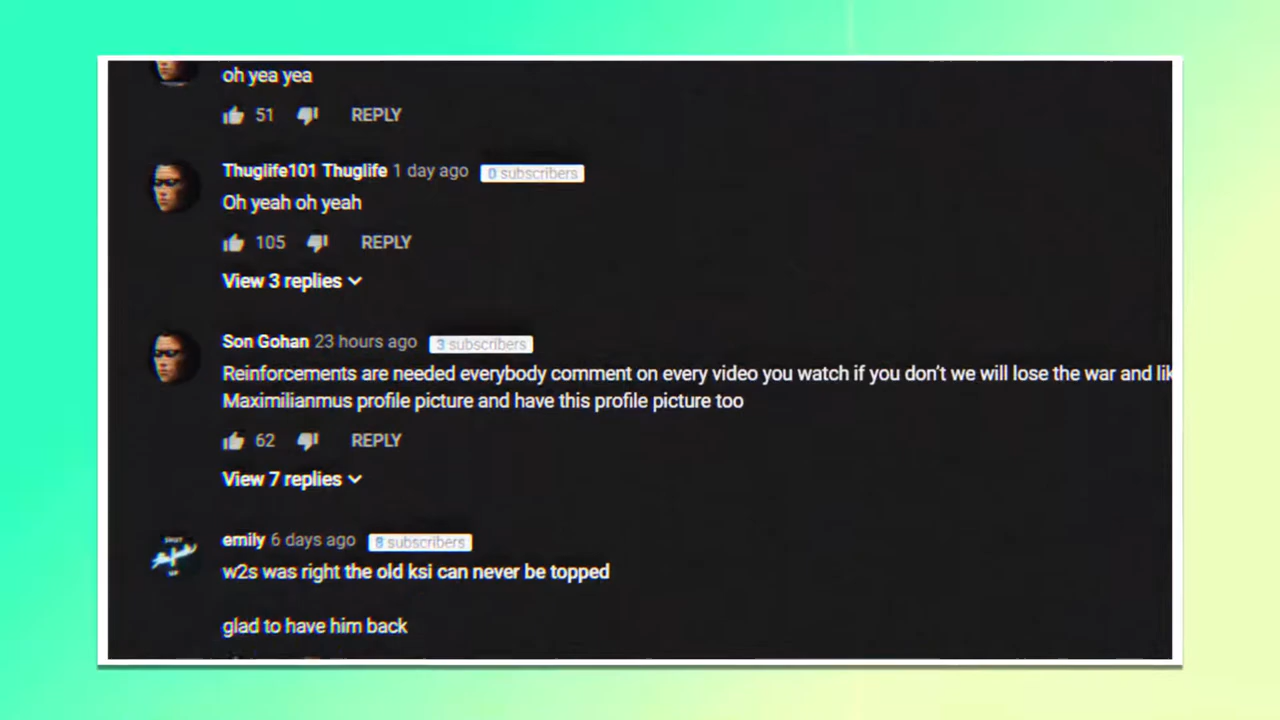 oh yea yea
51 REPLY
Thuglife101 Thuglife 1 day ago 0 subscribers
Oh yeah oh yeah
105 REPLY
View 3 replies
Son Gohan 23 hours ago 3 subscribers
Reinforcements are needed everybody comment on every video you watch if you don't we will lose the war and lik
Maximilianmus profile picture and have this profile picture too
62 REPLY
View 7 replies
emily 6 days ago 8 subscribers
w2s was right the old ksi can never be topped
glad to have him back